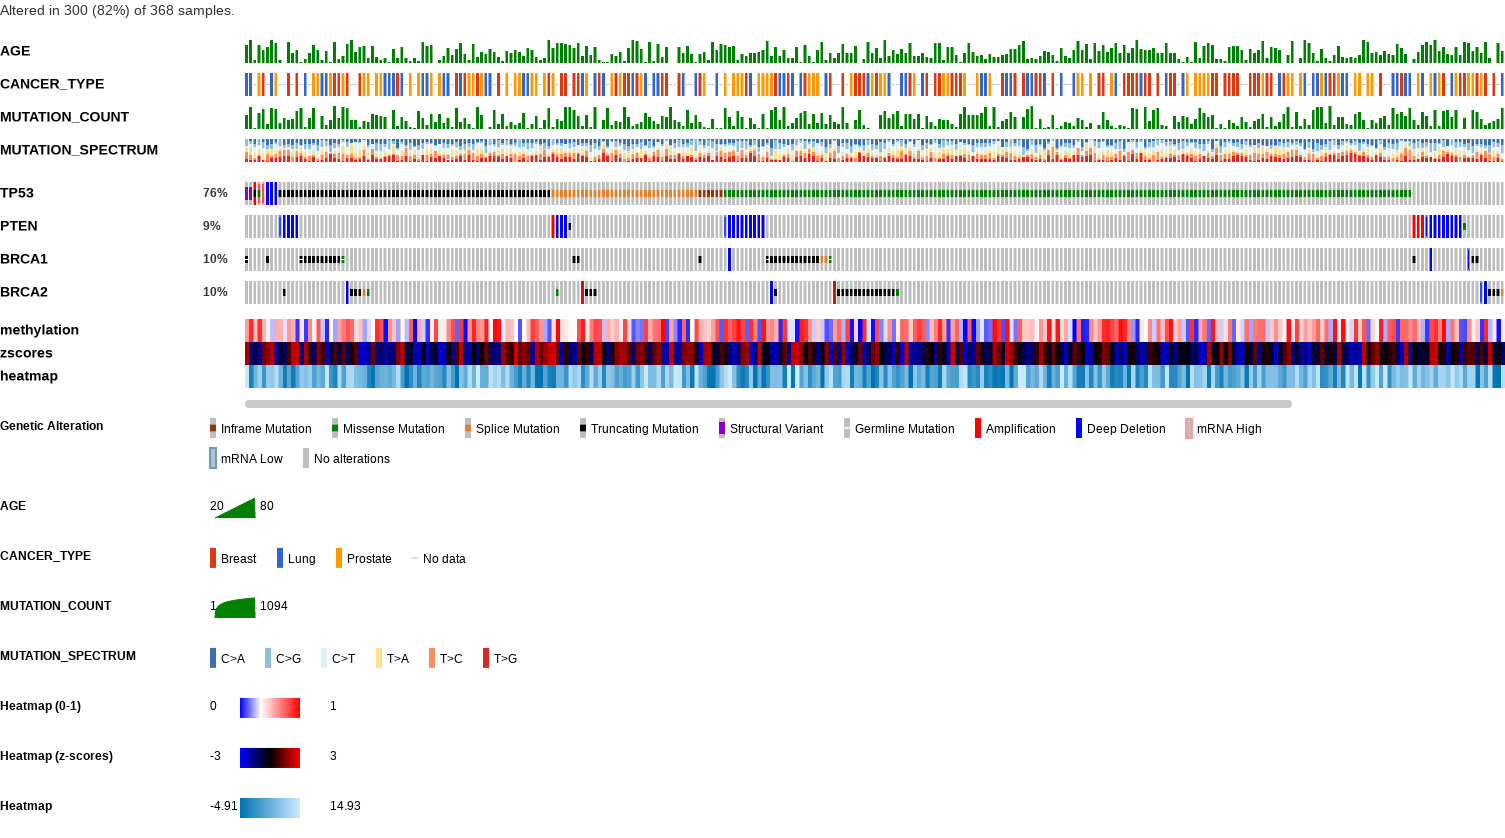 Altered in 300 (82%) of 368 samples.
AGE
CANCER_TYPE
MUTATION_COUNT
MUTATION_SPECTRUM
TP53 76%
PTEN 9%
BRCA1 10%
BRCA2 10%
methylation
zscores
heatmap
Genetic Alteration Inframe Mutation Missense Mutation Splice Mutation Truncating Mutation Structural Variant Germline Mutation Amplification Deep Deletion mRNA High
mRNA Low No alterations
AGE 20 80
CANCER_TYPE Breast Lung Prostate No data
MUTATION_COUNT 1 1094
MUTATION_SPECTRUM C>A C>G C>T T>A T>C T>G
Heatmap (0-1) 0 1
Heatmap (z-scores) -3 3
Heatmap -4.91 14.93